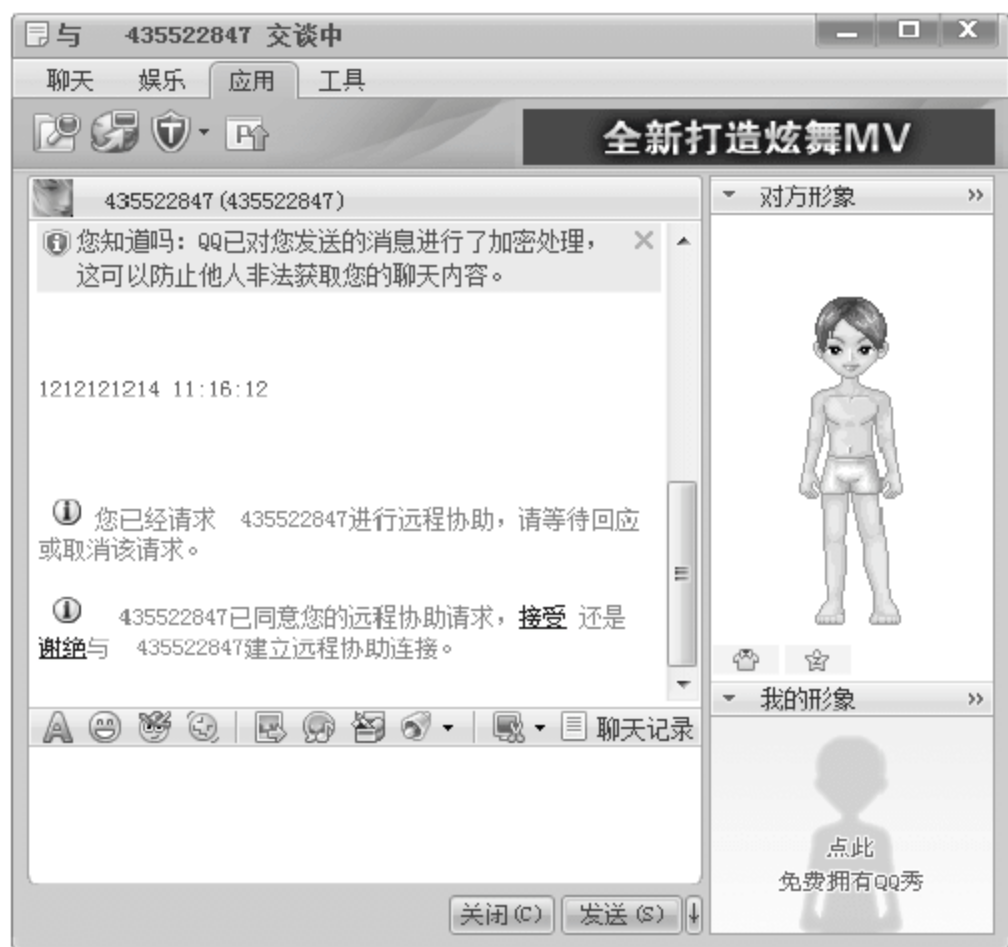 与 435522847 交谈中
聊天 娱乐 应用 工具
全新打造炫舞MV
435522847(435522847)
您知道吗：QQ已对您发送的消息进行了加密处理，
这可以防止他人非法获取您的聊天内容。
1212121214 11:16:12
您已经请求 435522847进行远程协助，请等待回应
或取消该请求。
435522847已同意您的远程协助请求，接受 还是
谢绝与 435522847建立远程协助连接。
聊天记录
关闭(C) 发送(S)
对方形象
我的形象
点此
免费拥有QQ秀